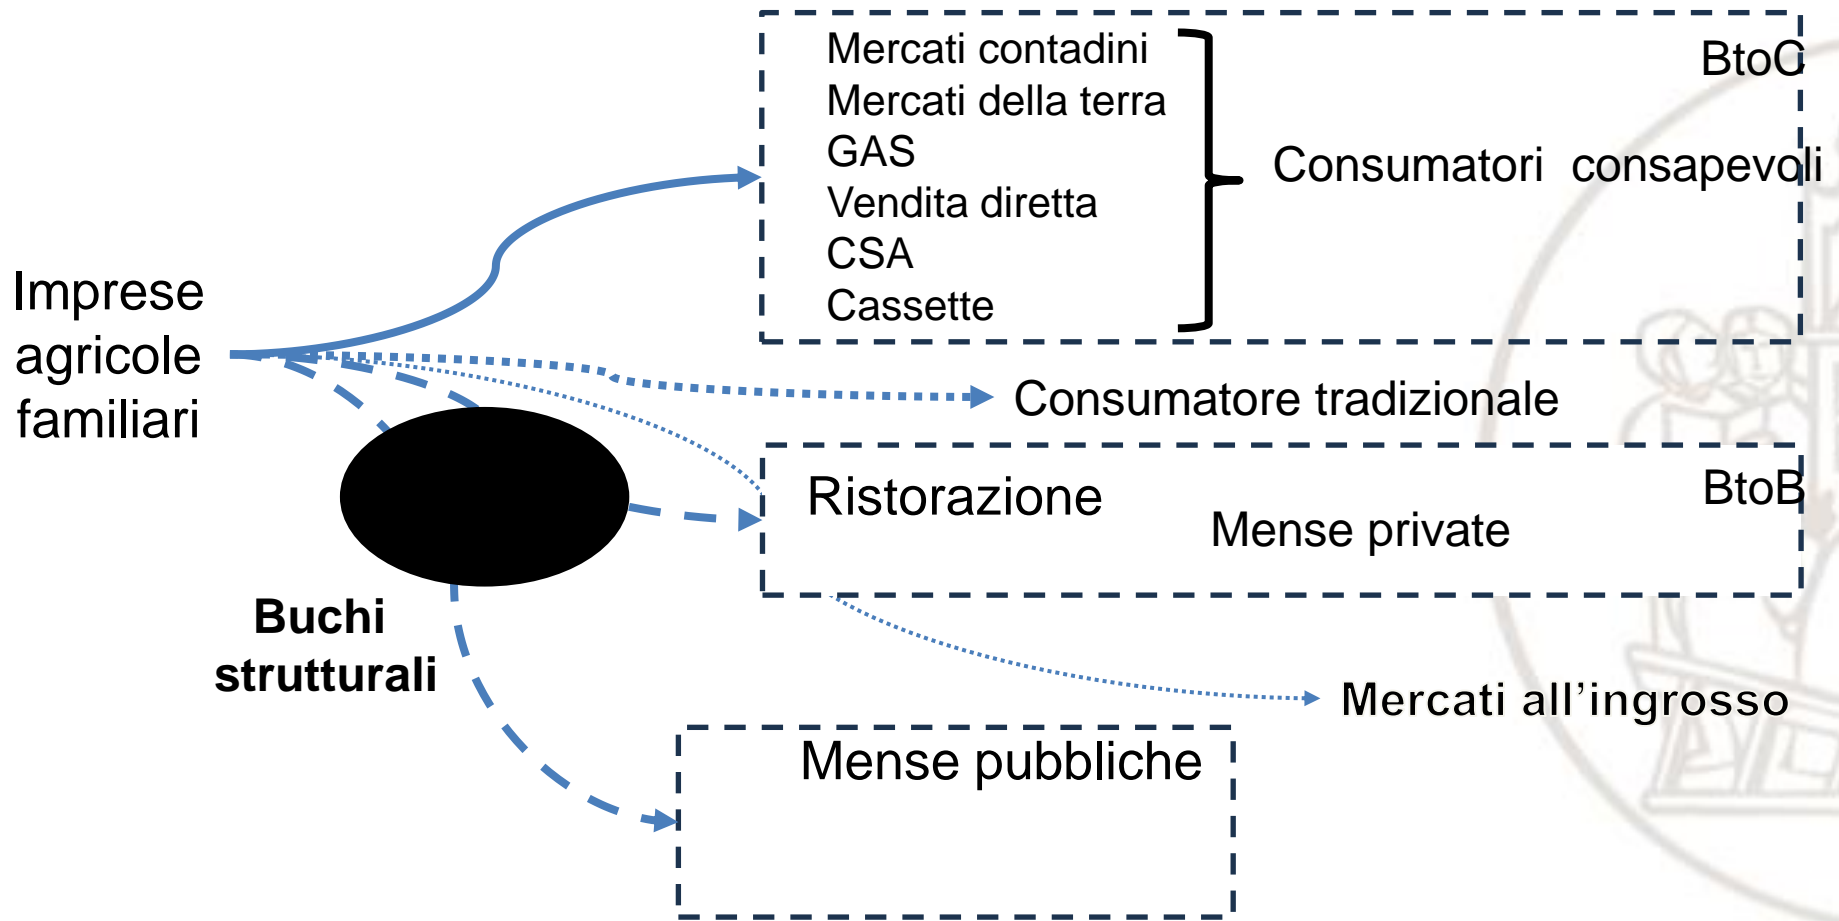 Imprese
agricole
familiari
Mercati contadini
Mercati della terra
GAS
Vendita diretta
CSA
Cassette
BtoC
Consumatori consapevoli
Consumatore tradizionale
Ristorazione
Mense private
BtoB
Buchi
strutturali
Mercati all’ingrosso
Mense pubbliche